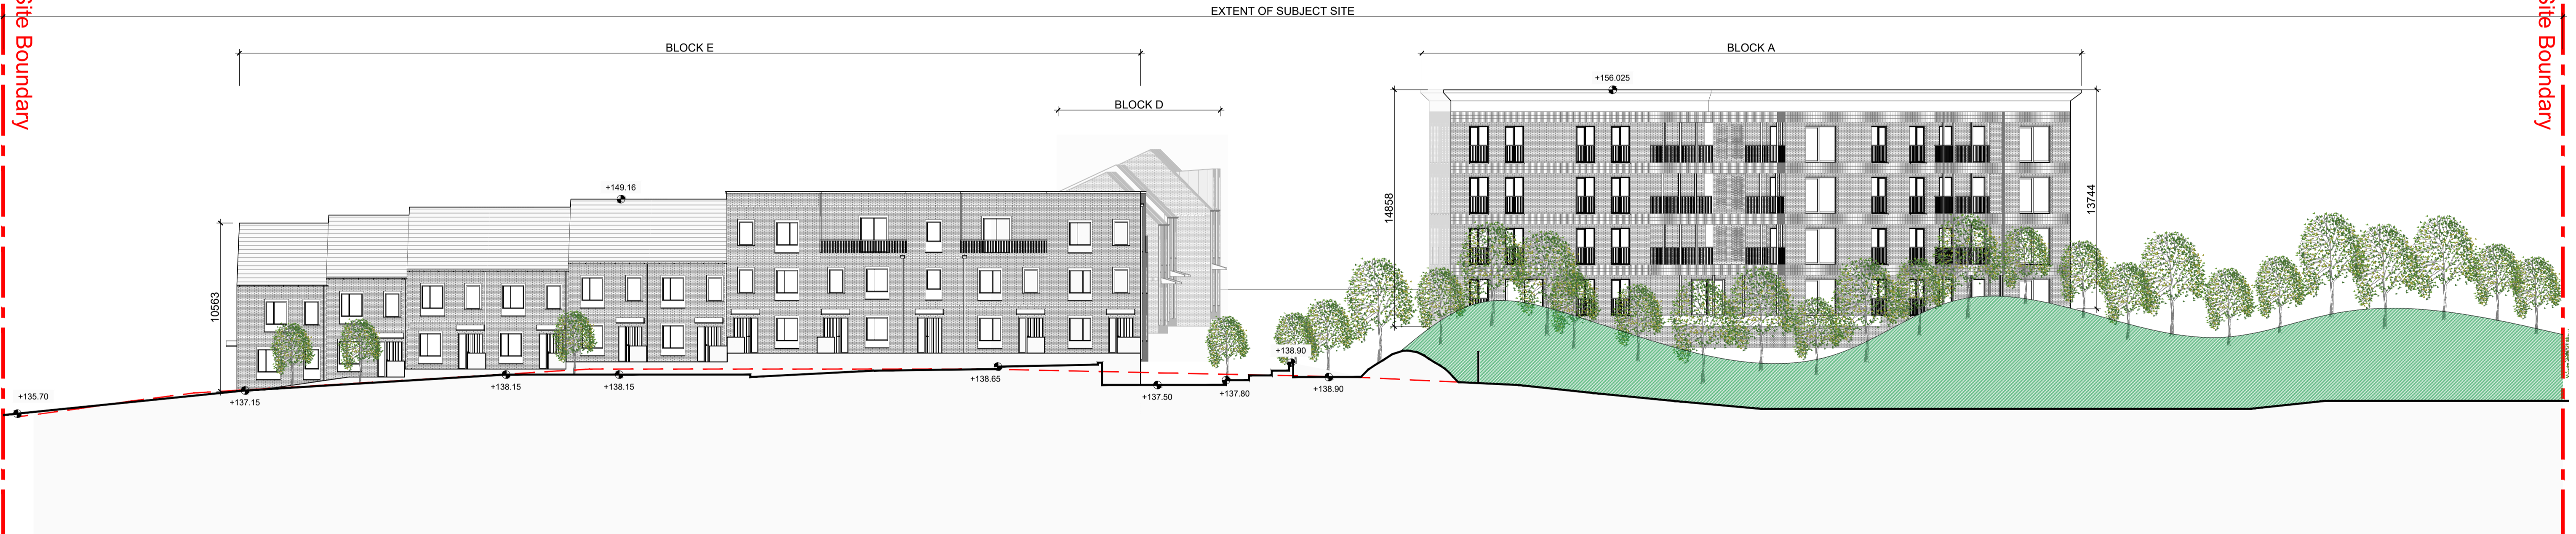 EXTENT OF SUBJECT SITE
Site Boundary
Site Boundary
BLOCK E
BLOCK A
BLOCK D
+156.025
+149.16
14858
13744
10563
+138.90
+135.70
+137.15
+138.15
+138.15
+138.65
+137.50
+137.80
+138.90